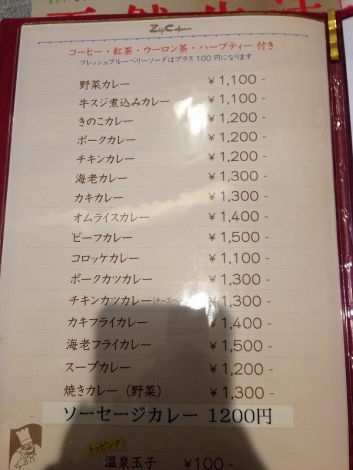 コーヒー・紅茶・ウーロン茶・ハーブティー 付き
フレッシュブルーベリーソーダはプラス 100 円になります
野菜カレー ￥1,100 -
牛スジ煮込みカレー ￥1,100 -
きのこカレー ￥1,200 -
ポークカレー ￥1,200 -
チキンカレー ￥1,200 -
海老カレー ￥1,300 -
カキカレー ￥1,300 -
オムライスカレー ￥1,400 -
ビーフカレー ￥1,500 -
コロッケカレー ￥1,100 -
ポークカツカレー ￥1,300 -
チキンカツカレー ￥1,300 -
カキフライカレー ￥1,400 -
海老フライカレー ￥1,500 -
スープカレー ￥1,200 -
焼きカレー（野菜） ￥1,300 -
ソーセージカレー 1200円
トッピング
温泉玉子 ￥100 -